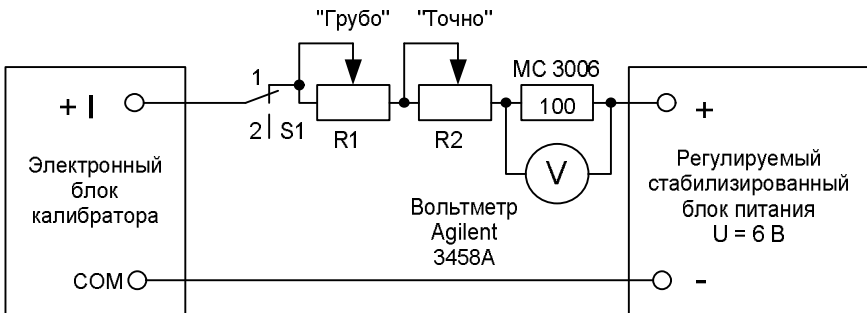 "Грубо" "Точно"
МС 3006
1
100
+ I
2 S1
R1 R2
V
+
Электронный
блок
калибратора
Вольтметр
Agilent
3458A
Регулируемый
стабилизированный
блок питания
U = 6 В
COM
-